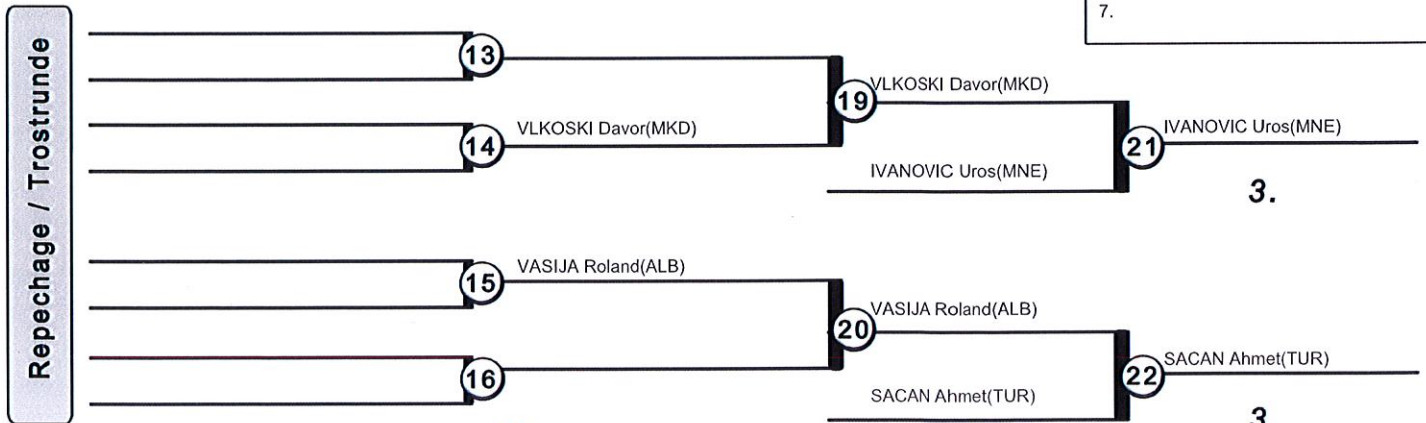 7.
Repechage / Trostrunde
13
19
VLKOSKI Davor(MKD)
14
VLKOSKI Davor(MKD)
21
IVANOVIC Uros(MNE)
IVANOVIC Uros(MNE)
3.
15
VASIJA Roland(ALB)
20
VASIJA Roland(ALB)
16
22
SACAN Ahmet(TUR)
SACAN Ahmet(TUR)
3